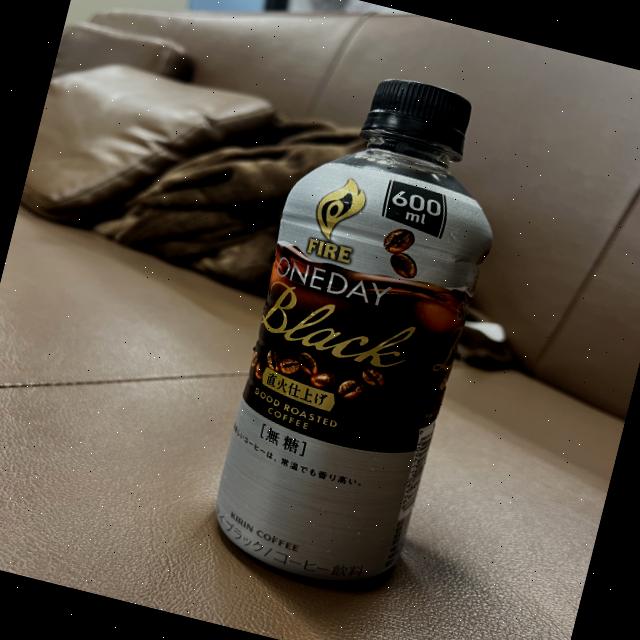 600
ml
FIRE
ONEDAY
Black
直火仕上げ
GOOD ROASTED
COFFEE
[無糖]
コーヒーは、常温でも香り高い。
KIRIN COFFEE
ブラック/コーヒー飲料